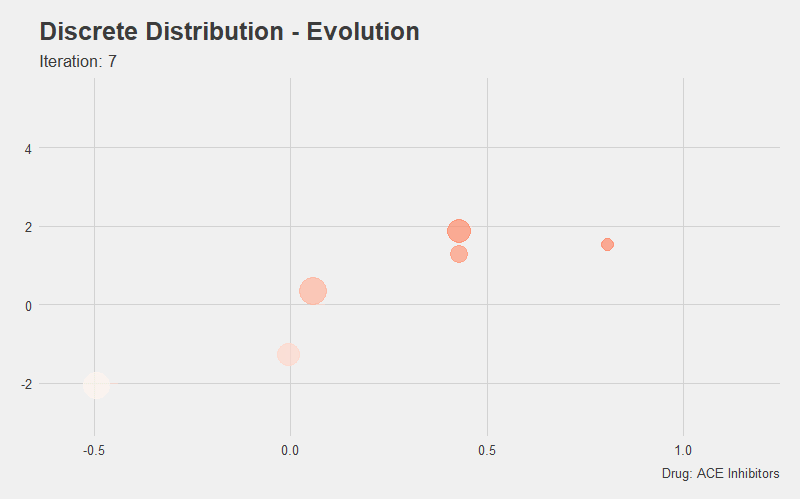 Discrete Distribution - Evolution
Iteration: 7
4
2
0
-2
-0.5 0.0 0.5 1.0
Drug: ACE Inhibitors